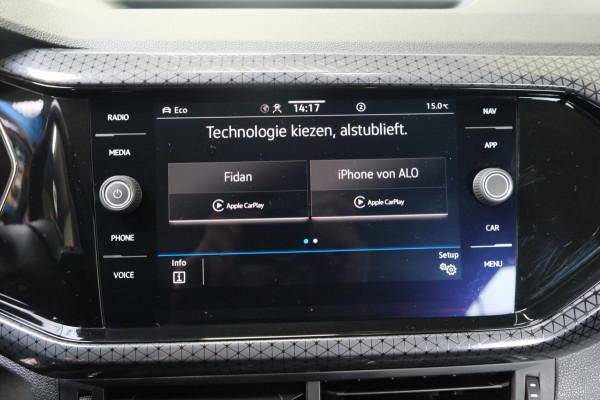 RADIO
MEDIA
PHONE
VOICE
Eco
14:17
2
15.0°C
Technologie kiezen, alstublieft.
Fidan
Apple CarPlay
iPhone von ALO
Apple CarPlay
Info
Setup
NAV
APP
CAR
MENU